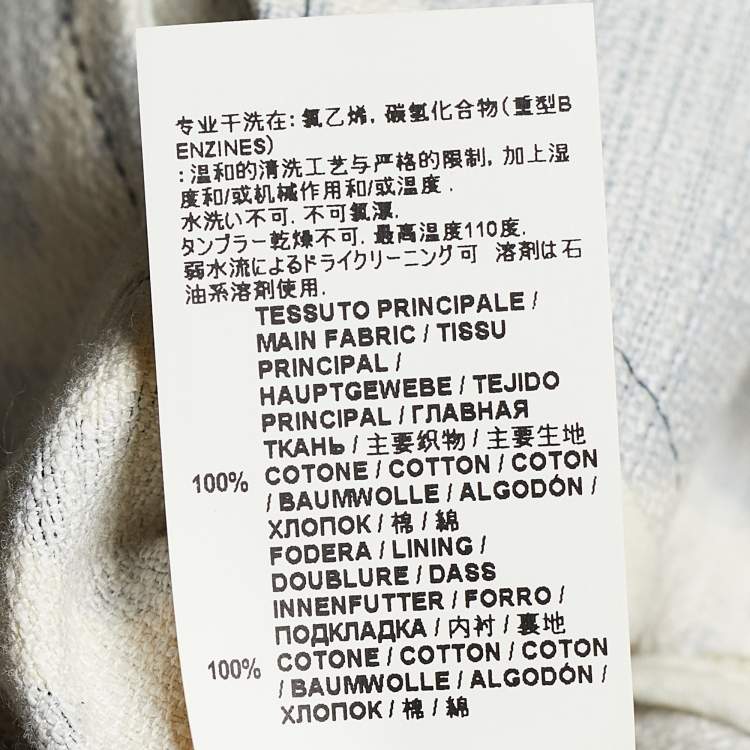 专业干洗在: 氯乙烯, 碳氢化合物(重型B
ENZINES)
:温和的清洗工艺与严格的限制, 加上湿
度和/或机械作用和/或温度 .
水洗い不可. 不可氯漂.
タンブラー乾燥不可. 最高温度110度.
弱水流によるドライクリーニング可 溶剤は石
油系溶剤使用.
TESSUTO PRINCIPALE /
MAIN FABRIC / TISSU
PRINCIPAL /
HAUPTGEWEBE / TEJIDO
PRINCIPAL / ГЛАВНАЯ
ТКАНЬ / 主要织物 / 主要生地
100% COTONE / COTTON / COTON
/ BAUMWOLLE / ALGODÓN /
ХЛОПОК / 棉 / 綿
FODERA / LINING /
DOUBLURE / DASS
INNENFUTTER / FORRO /
ПОДКЛАДКА / 内衬 / 裏地
100% COTONE / COTTON / COTON
/ BAUMWOLLE / ALGODÓN /
ХЛОПОК / 棉 / 綿